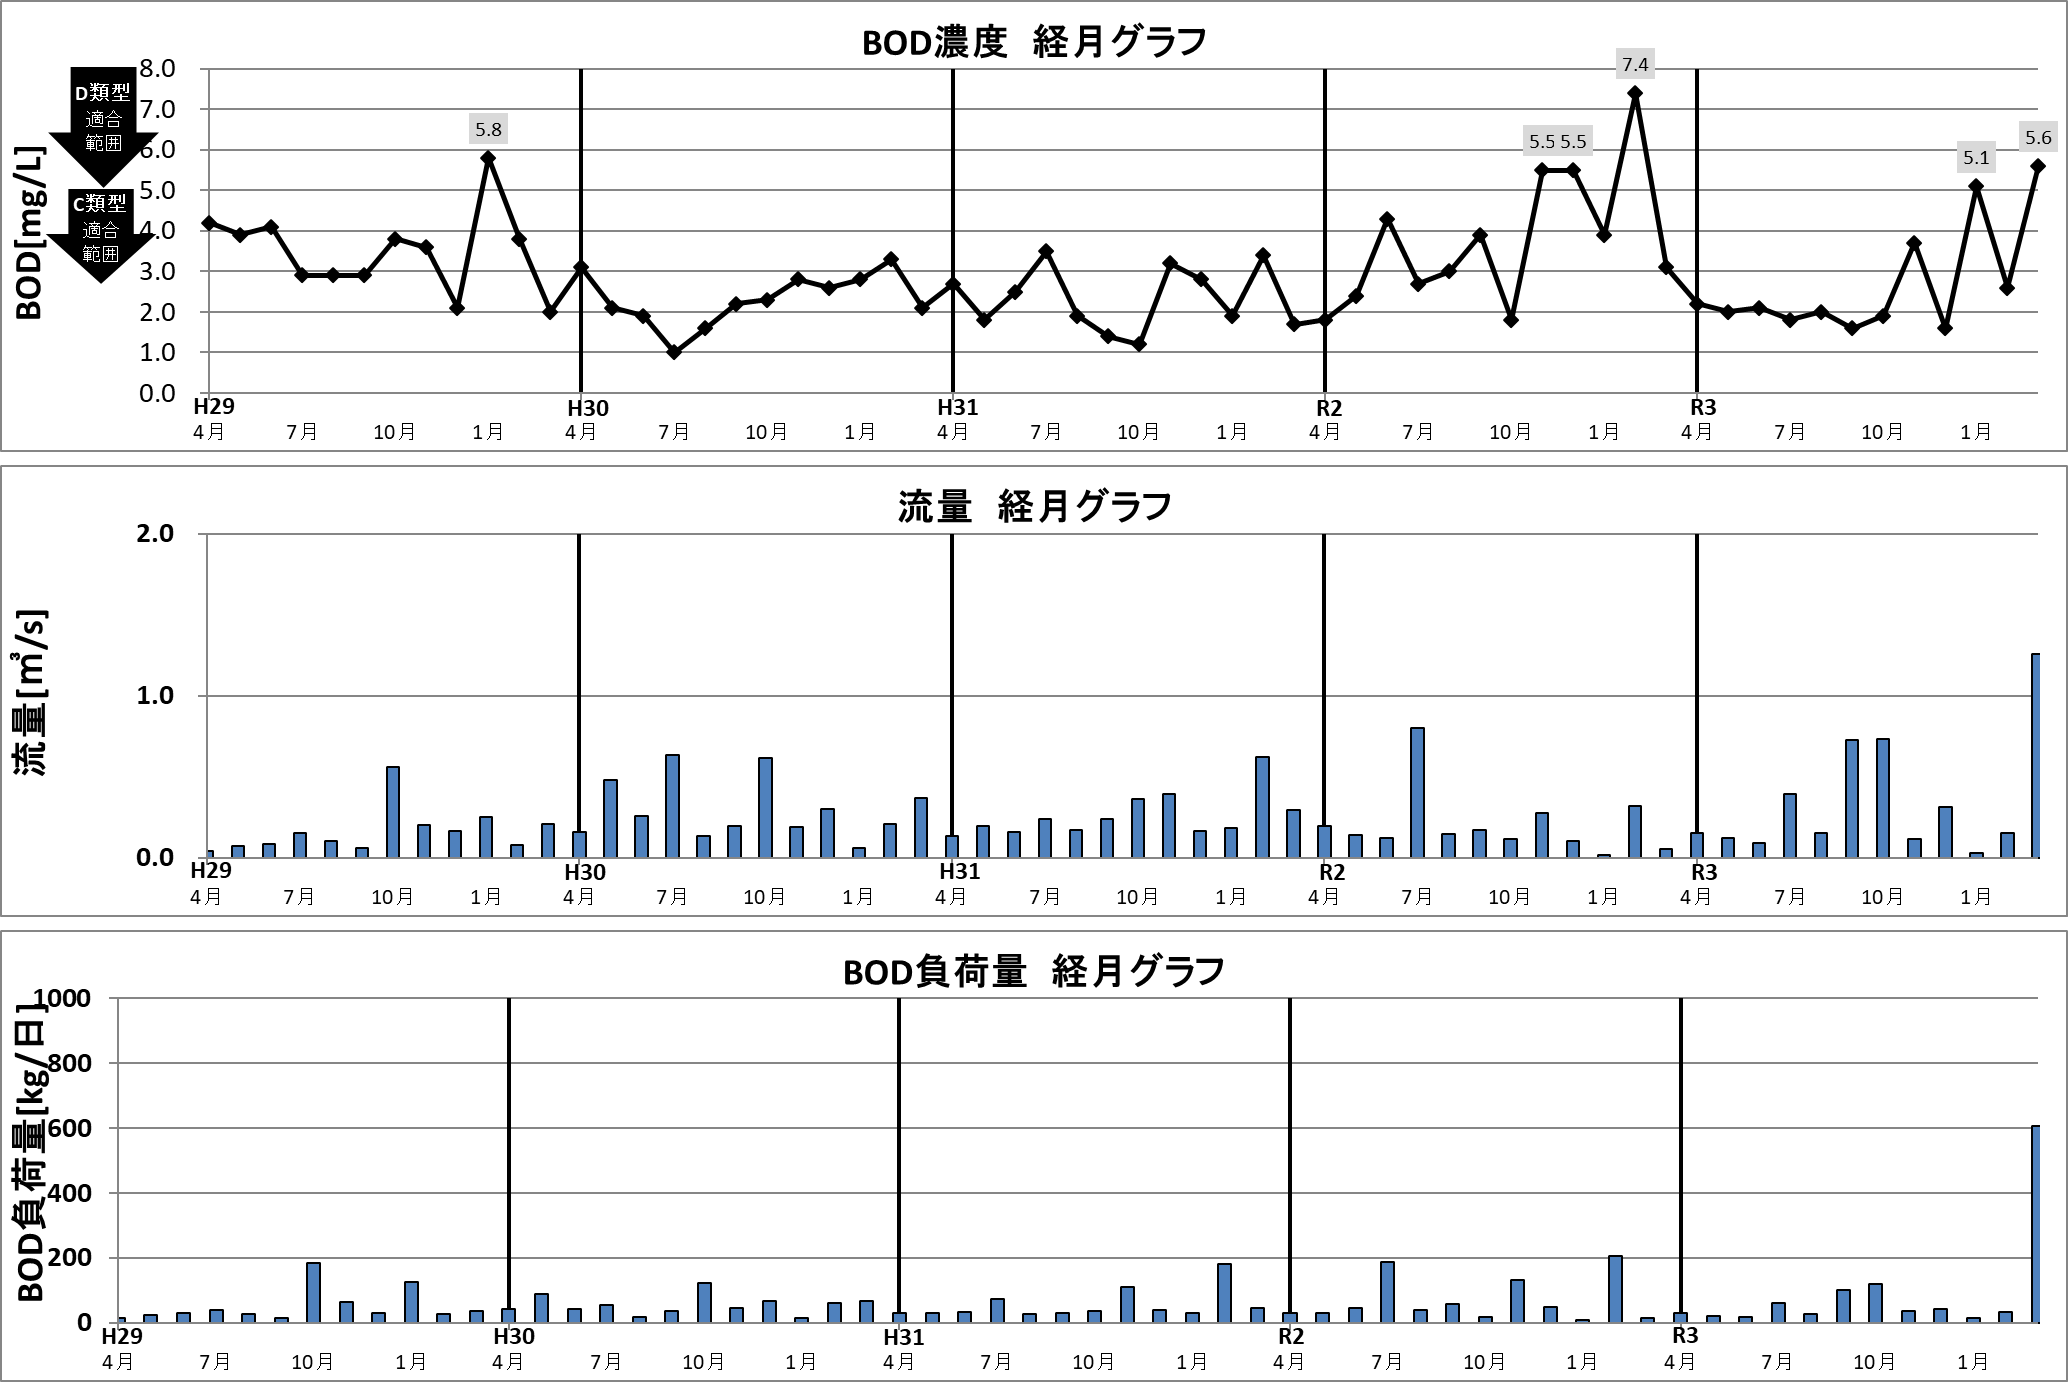 BOD濃度　経月グラフ
BOD[mg/L]
D類型
適合
範囲
C類型
適合
範囲
8.0
7.0
6.0
5.0
4.0
3.0
2.0
1.0
0.0
5.8
5.5 5.5
7.4
5.1
5.6
H29 H30 H31 R2 R3
4月 7月 10月 1月 4月 7月 10月 1月 4月 7月 10月 1月 4月 7月 10月 1月 4月 7月 10月 1月
流量　経月グラフ
流量[㎥/s]
2.0
1.0
0.0
H29 H30 H31 R2 R3
4月 7月 10月 1月 4月 7月 10月 1月 4月 7月 10月 1月 4月 7月 10月 1月 4月 7月 10月 1月
BOD負荷量　経月グラフ
BOD負荷量[kg/日]
1000
800
600
400
200
0
H29 H30 H31 R2 R3
4月 7月 10月 1月 4月 7月 10月 1月 4月 7月 10月 1月 4月 7月 10月 1月 4月 7月 10月 1月